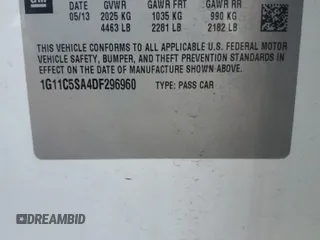 GM
GVWR GAWR FRT GAWR RR
05/13 2025 KG 1035 KG 990 KG
4463 LB 2281 LB 2182 LB
THIS VEHICLE CONFORMS TO ALL APPLICABLE U.S. FEDERAL MOTOR
VEHICLE SAFETY, BUMPER, AND THEFT PREVENTION STANDARDS
IN EFFECT ON THE DATE OF MANUFACTURE SHOWN ABOVE.
1G11C5SA4DF296960 TYPE: PASS CAR
DREAMBID